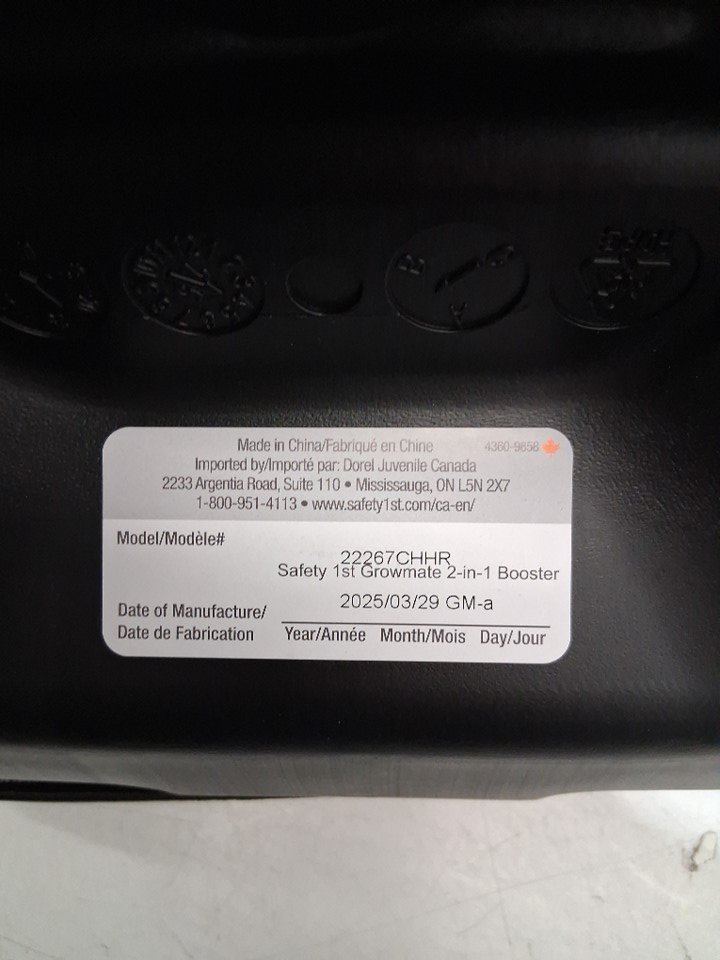 Made in China/Fabriqué en Chine 4360-9658
Imported by/Importé par: Dorel Juvenile Canada
2233 Argentia Road, Suite 110 • Mississauga, ON L5N 2X7
1-800-951-4113 • www.safety1st.com/ca-en/
Model/Modèle#
22267CHHR
Safety 1st Growmate 2-in-1 Booster
2025/03/29 GM-a
Date of Manufacture/
Date de Fabrication
Year/Année Month/Mois Day/Jour